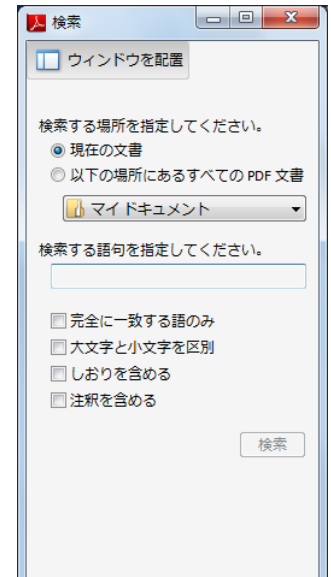 検索
ウィンドウを配置
検索する場所を指定してください。
現在の文書
以下の場所にあるすべての PDF 文書
マイ ドキュメント
検索する語句を指定してください。
完全に一致する語のみ
大文字と小文字を区別
しおりを含める
注釈を含める
検索